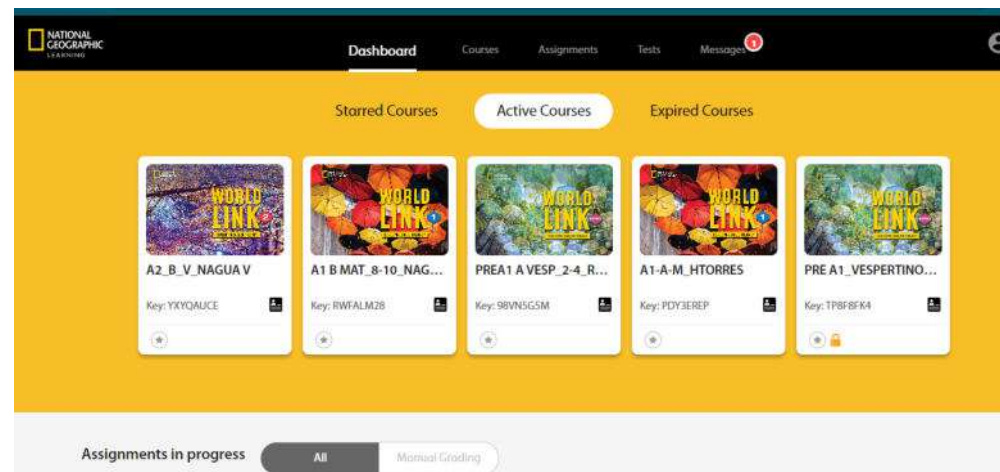 NATIONAL
GEOGRAPHIC
LEARNING
Dashboard Courses Assignments Tests Messages 1
Starred Courses Active Courses Expired Courses
WORLD
LINK 2
WORLD
LINK 1
WORLD
LINK
WORLD
LINK 1
WORLD
LINK
A2_B_V_NAGUA V
A1 B MAT_8-10_NAG...
PREA1 A VESP_2-4_R...
A1-A-M_HTORRES
PRE A1_VESPERTINO...
Key: YXYQAUCE
Key: RWFALM28
Key: 98VN5G5M
Key: PDY3EREP
Key: TP8F8FK4
Assignments in progress All Manual Grading